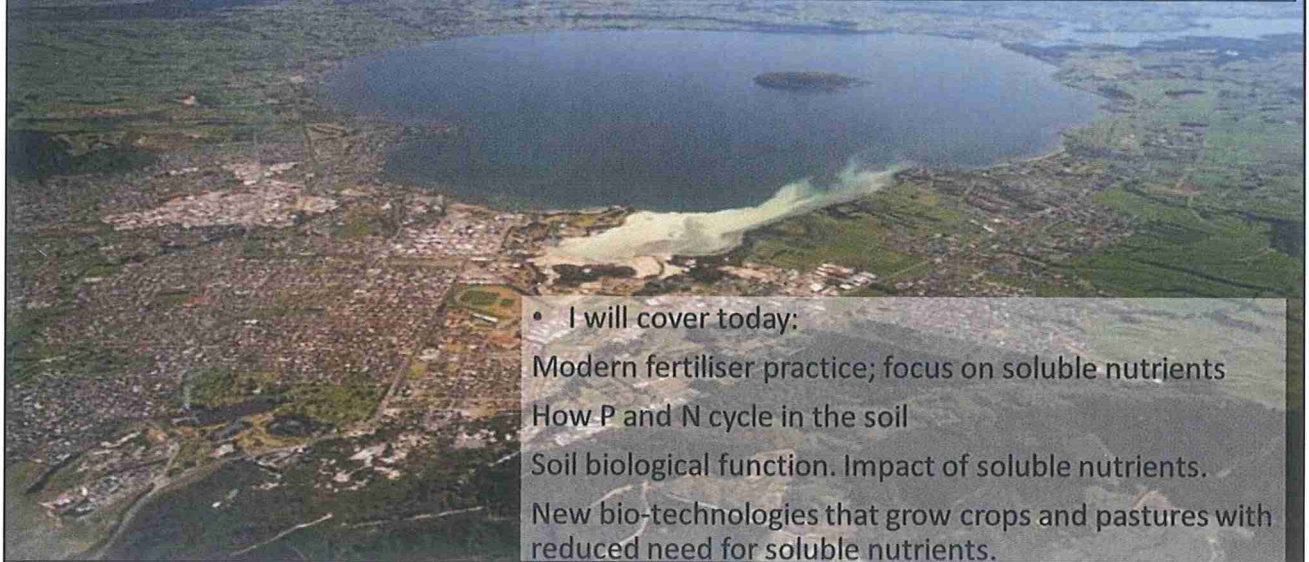 • I will cover today:
Modern fertiliser practice; focus on soluble nutrients
How P and N cycle in the soil
Soil biological function. Impact of soluble nutrients.
New bio-technologies that grow crops and pastures with
reduced need for soluble nutrients.